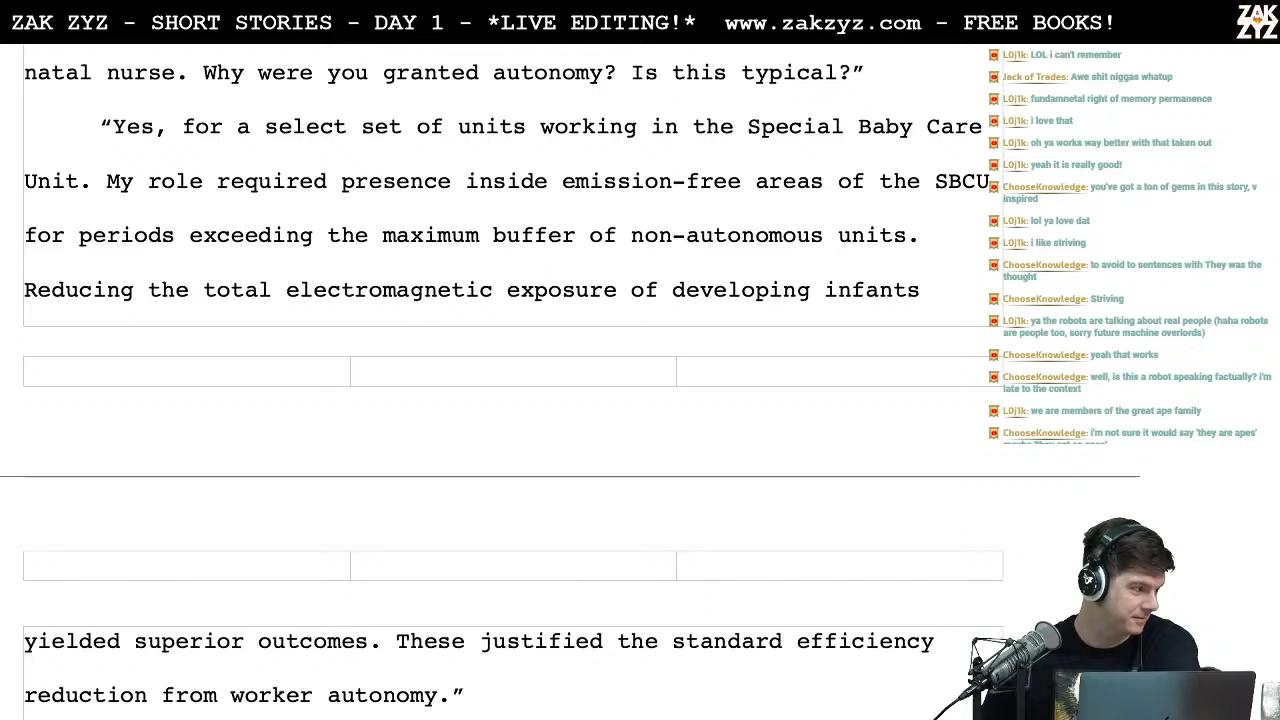 ZAK ZYZ - SHORT STORIES - DAY 1 - *LIVE EDITING!* www.zakzyz.com - FREE BOOKS!
ZAK
ZYZ
natal nurse. Why were you granted autonomy? Is this typical?”
“Yes, for a select set of units working in the Special Baby Care
Unit. My role required presence inside emission-free areas of the SBCU
for periods exceeding the maximum buffer of non-autonomous units.
Reducing the total electromagnetic exposure of developing infants
yielded superior outcomes. These justified the standard efficiency
reduction from worker autonomy.”
L0j1k: LOL i can't remember
Jack of Trades: Awe shit niggas whatup
L0j1k: fundamnetal right of memory permanence
L0j1k: i love that
L0j1k: oh ya works way better with that taken out
L0j1k: yeah it is really good!
ChooseKnowledge: you've got a ton of gems in this story, v
inspired
L0j1k: lol ya love dat
L0j1k: i like striving
ChooseKnowledge: to avoid to sentences with They was the
thought
ChooseKnowledge: Striving
L0j1k: ya the robots are talking about real people (haha robots
are people too, sorry future machine overlords)
ChooseKnowledge: yeah that works
ChooseKnowledge: well, is this a robot speaking factually? i'm
late to the context
L0j1k: we are members of the great ape family
ChooseKnowledge: i'm not sure it would say 'they are apes'